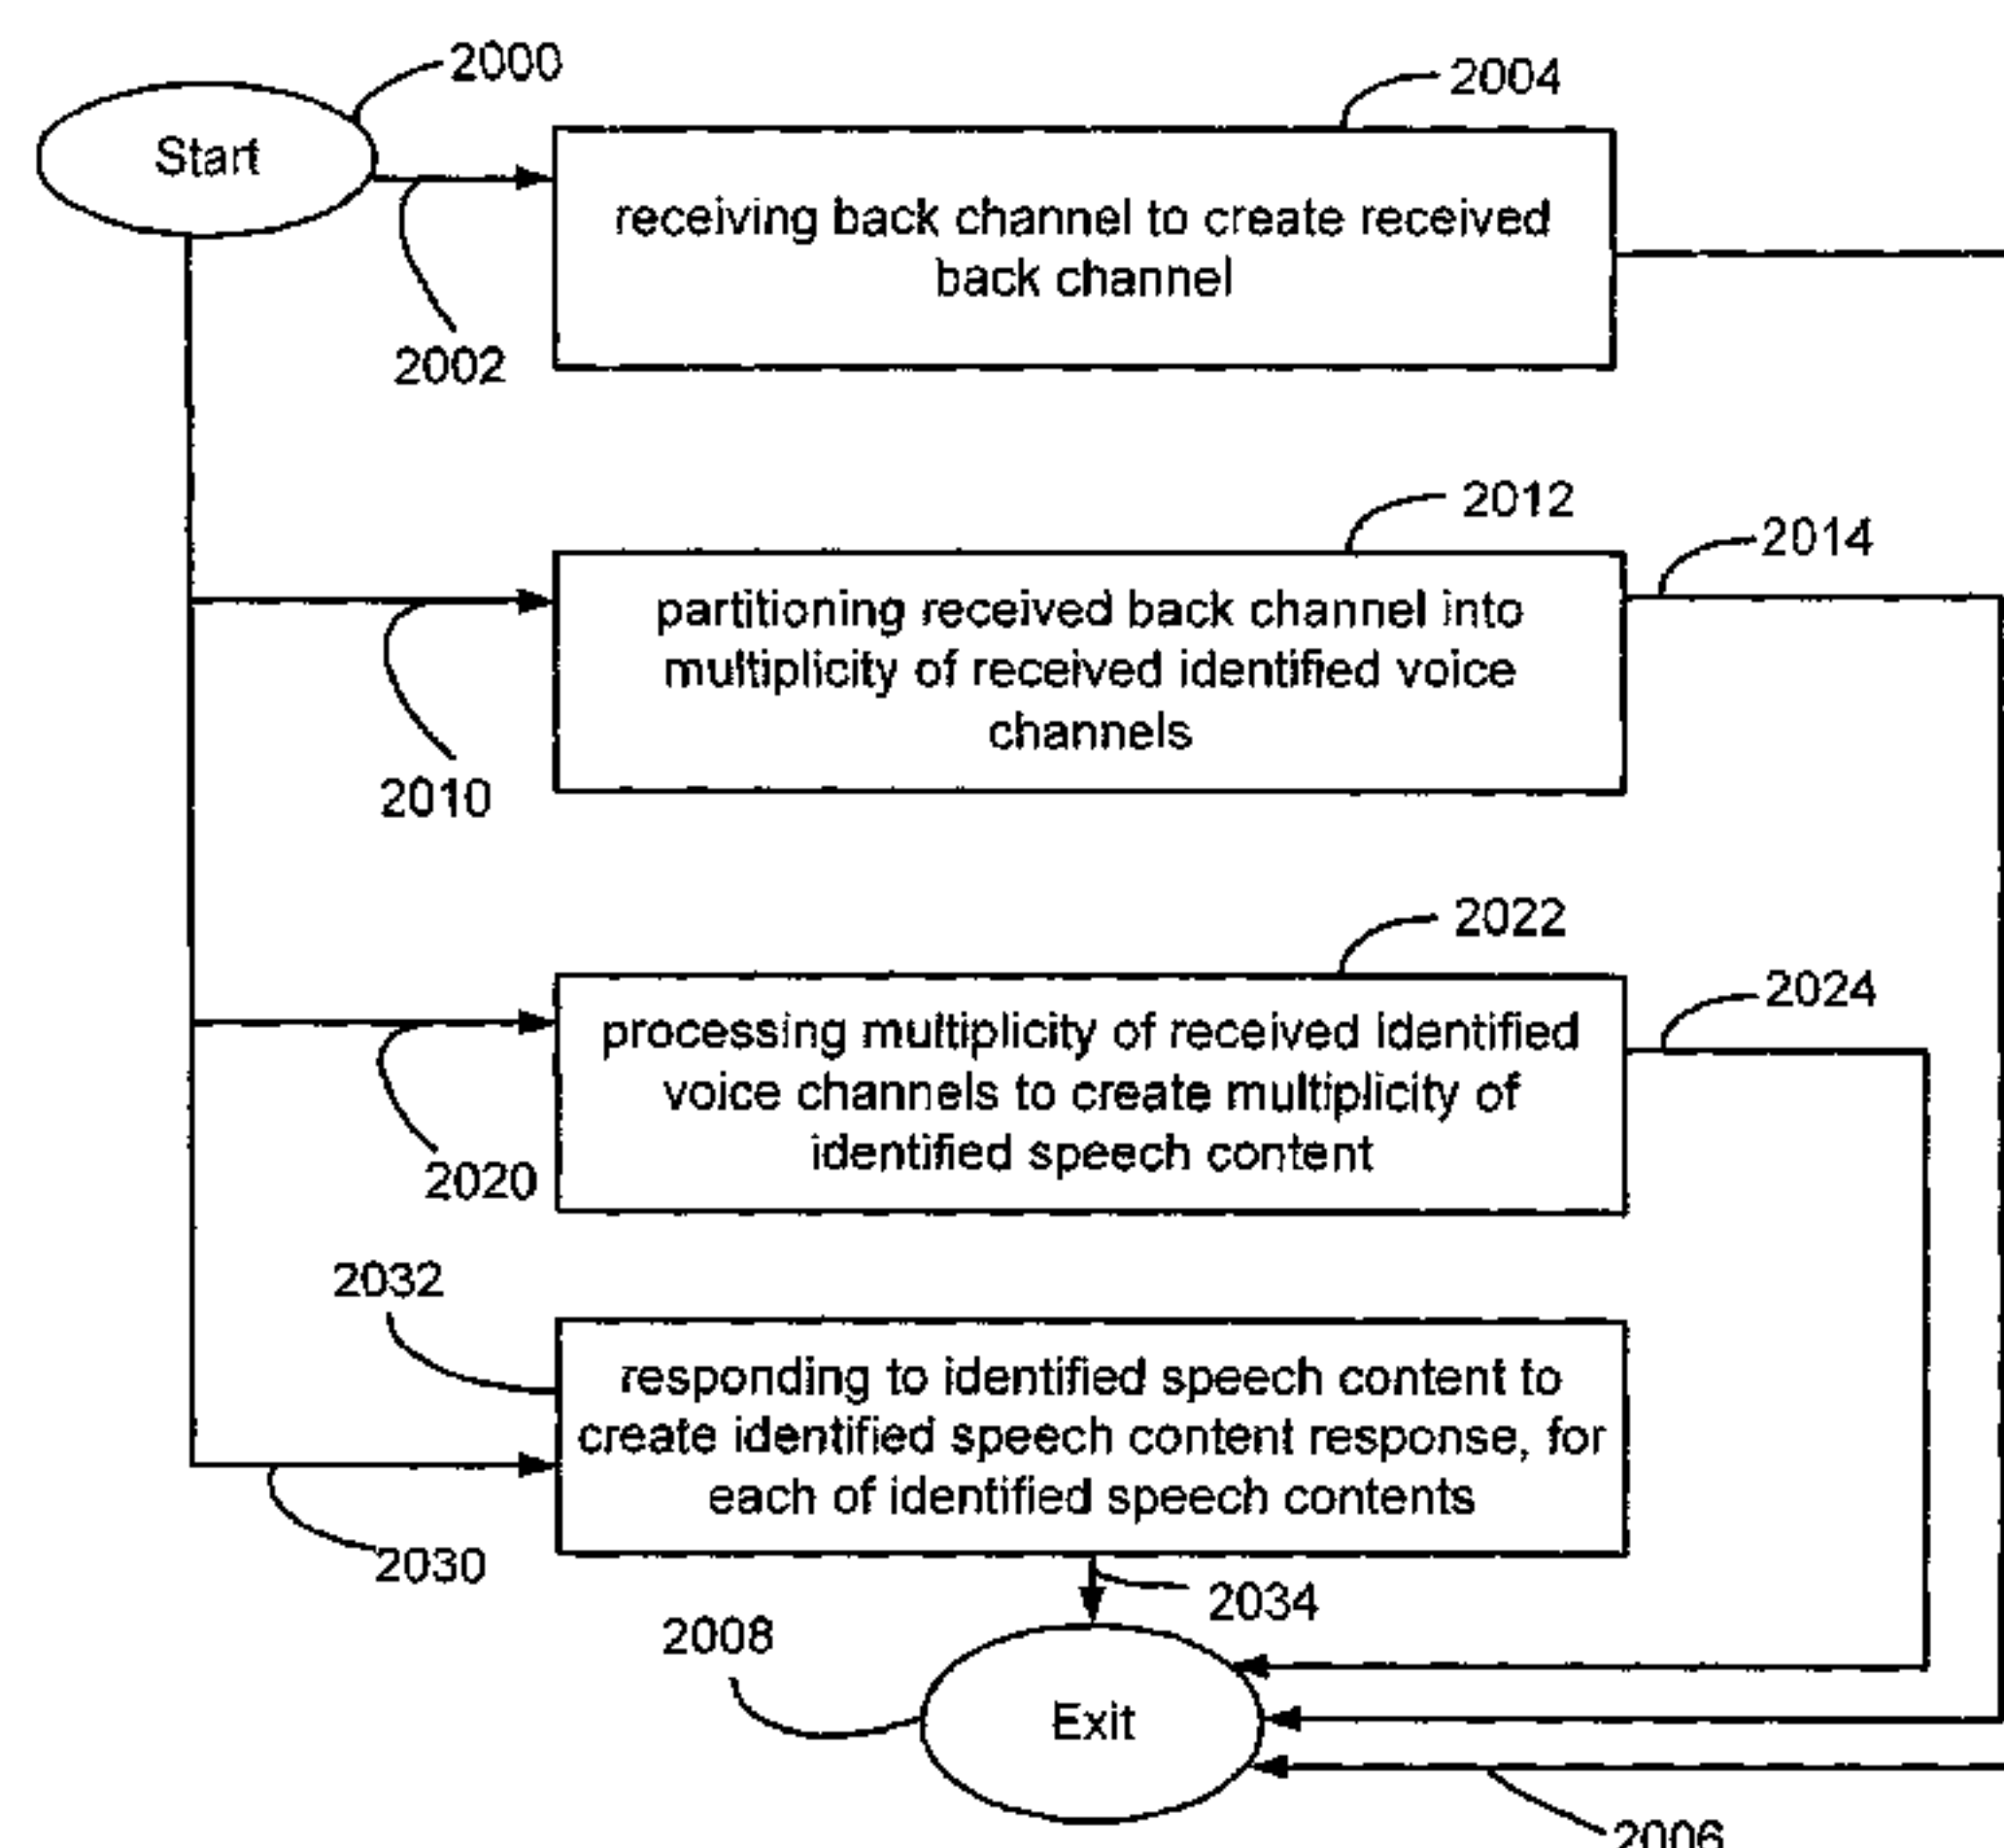 2000
Start
2004
receiving back channel to create received
back channel
2002
2012
2014
partitioning received back channel into
multiplicity of received identified voice
channels
2010
2022
2024
processing multiplicity of received identified
voice channels to create multiplicity of
identified speech content
2020
2032
responding to identified speech content to
create identified speech content response, for
each of identified speech contents
2030
2034
2008
Exit
2006